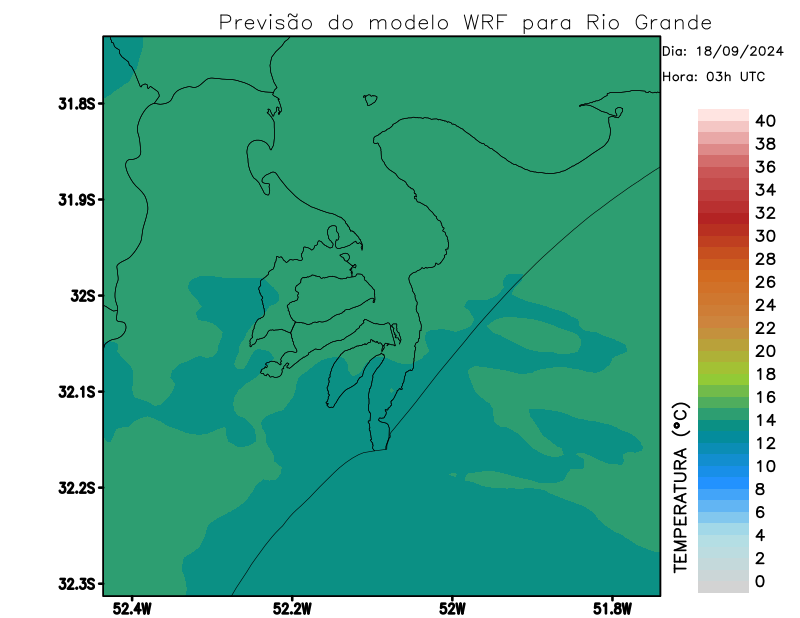 Previsão do modelo WRF para Rio Grande
Dia: 18/09/2024
Hora: 03h UTC
31.8S
31.9S
32S
32.1S
32.2S
32.3S
52.4W
52.2W
52W
51.8W
TEMPERATURA (°C)
40
38
36
34
32
30
28
26
24
22
20
18
16
14
12
10
8
6
4
2
0